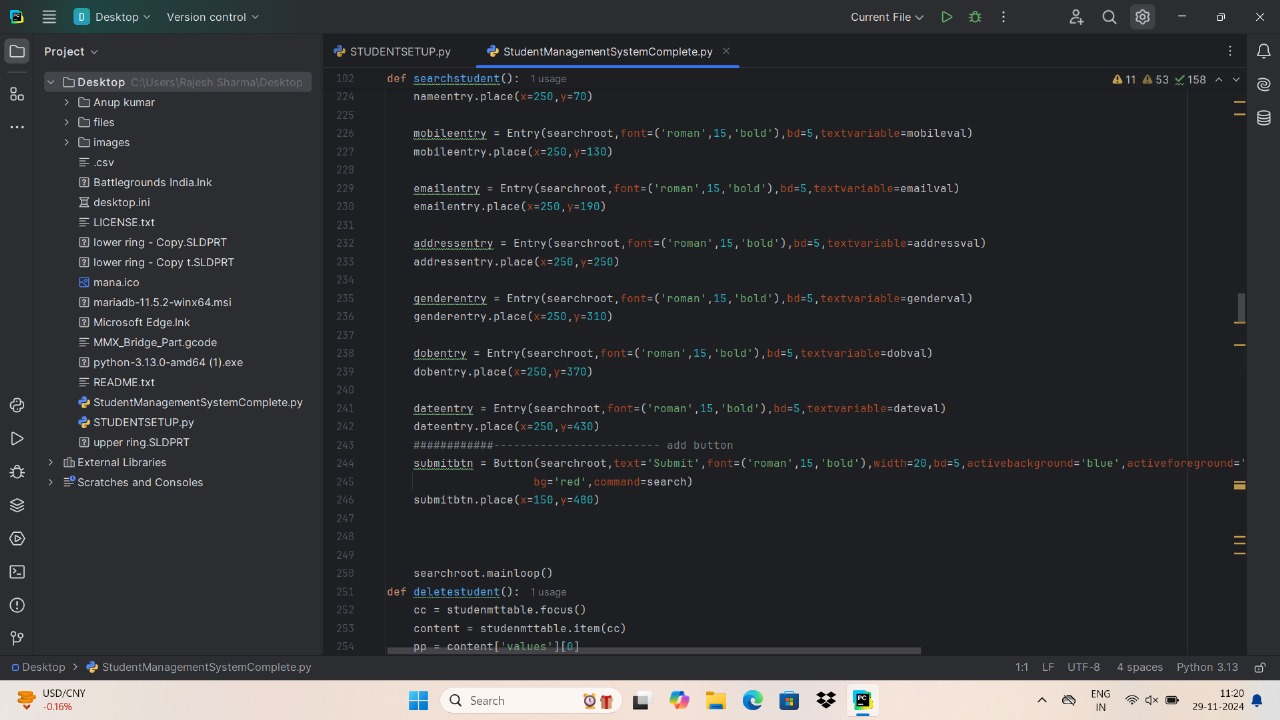 Desktop
Version control
Current File
Project
STUDENTSETUP.py
StudentManagementSystemComplete.py
Desktop C:\Users\Rajesh Sharma\Desktop
Anup kumar
files
images
.csv
Battlegrounds India.lnk
desktop.ini
LICENSE.txt
lower ring - Copy.SLDPRT
lower ring - Copy t.SLDPRT
mana.ico
mariadb-11.5.2-winx64.msi
Microsoft Edge.lnk
MMX_Bridge_Part.gcode
python-3.13.0-amd64 (1).exe
README.txt
StudentManagementSystemComplete.py
STUDENTSETUP.py
upper ring.SLDPRT
External Libraries
Scratches and Consoles
182 def searchstudent(): 1 usage
11 53 158
224 nameentry.place(x=250,y=70)
225
226 mobileentry = Entry(searchroot,font=('roman',15,'bold'),bd=5,textvariable=mobileval)
227 mobileentry.place(x=250,y=130)
228
229 emailentry = Entry(searchroot,font=('roman',15,'bold'),bd=5,textvariable=emailval)
230 emailentry.place(x=250,y=190)
231
232 addressentry = Entry(searchroot,font=('roman',15,'bold'),bd=5,textvariable=addressval)
233 addressentry.place(x=250,y=250)
234
235 genderentry = Entry(searchroot,font=('roman',15,'bold'),bd=5,textvariable=genderval)
236 genderentry.place(x=250,y=310)
237
238 dobentry = Entry(searchroot,font=('roman',15,'bold'),bd=5,textvariable=dobval)
239 dobentry.place(x=250,y=370)
240
241 dateentry = Entry(searchroot,font=('roman',15,'bold'),bd=5,textvariable=dateval)
242 dateentry.place(x=250,y=430)
243 ############------------------------- add button
244 submitbtn = Button(searchroot,text='Submit',font=('roman',15,'bold'),width=20,bd=5,activebackground='blue',activeforeground='
245 bg='red',command=search)
246 submitbtn.place(x=150,y=480)
247
248
249
250 searchroot.mainloop()
251 def deletestudent(): 1 usage
252 cc = studenmttable.focus()
253 content = studenmttable.item(cc)
254 pp = content['values'][0]
Desktop > StudentManagementSystemComplete.py
1:1 LF UTF-8 4 spaces Python 3.13
USD/CNY
-0.16%
Search
ENG
IN
11:20
29-11-2024